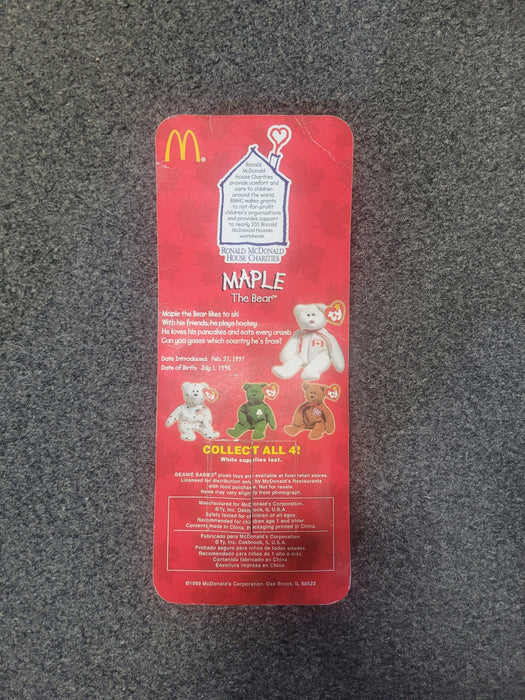 Ronald
McDonald
House Charities
provide comfort and
care to children
around the world.
RMHC makes grants
to not-for-profit
children's organizations
and provides support
to nearly 200 Ronald
McDonald Houses
worldwide.
RONALD MCDONALD
HOUSE CHARITIES
MAPLE
The Bear™
Maple the Bear likes to ski
With his friends, he plays hockey.
He loves his pancakes and eats every crumb
Can you guess which country he's from?
Date Introduced: Feb. 27, 1997
Date of Birth: July 1, 1996
COLLECT ALL 4!
While supplies last.
BEANIE BABIES® plush toys are available at finer retail stores.
Licensed for distribution only by McDonald's Restaurants
with food purchase. Not for resale.
Items may vary slightly from photograph.
Manufactured for McDonald's Corporation.
©Ty, Inc. Oakbrook, IL U.S.A.
Safety tested for children of all ages.
Recommended for children age 1 and older.
Contents made in China. Packaging printed in China.
Fabricado para McDonald's Corporation.
©Ty, Inc. Oakbrook, IL U.S.A.
Probado seguro para niños de todas edades.
Recomendado para niños de 1 año o más.
Contenido fabricado en China.
Envoltura impresa en China.
©1999 McDonald's Corporation, Oak Brook, IL 60523